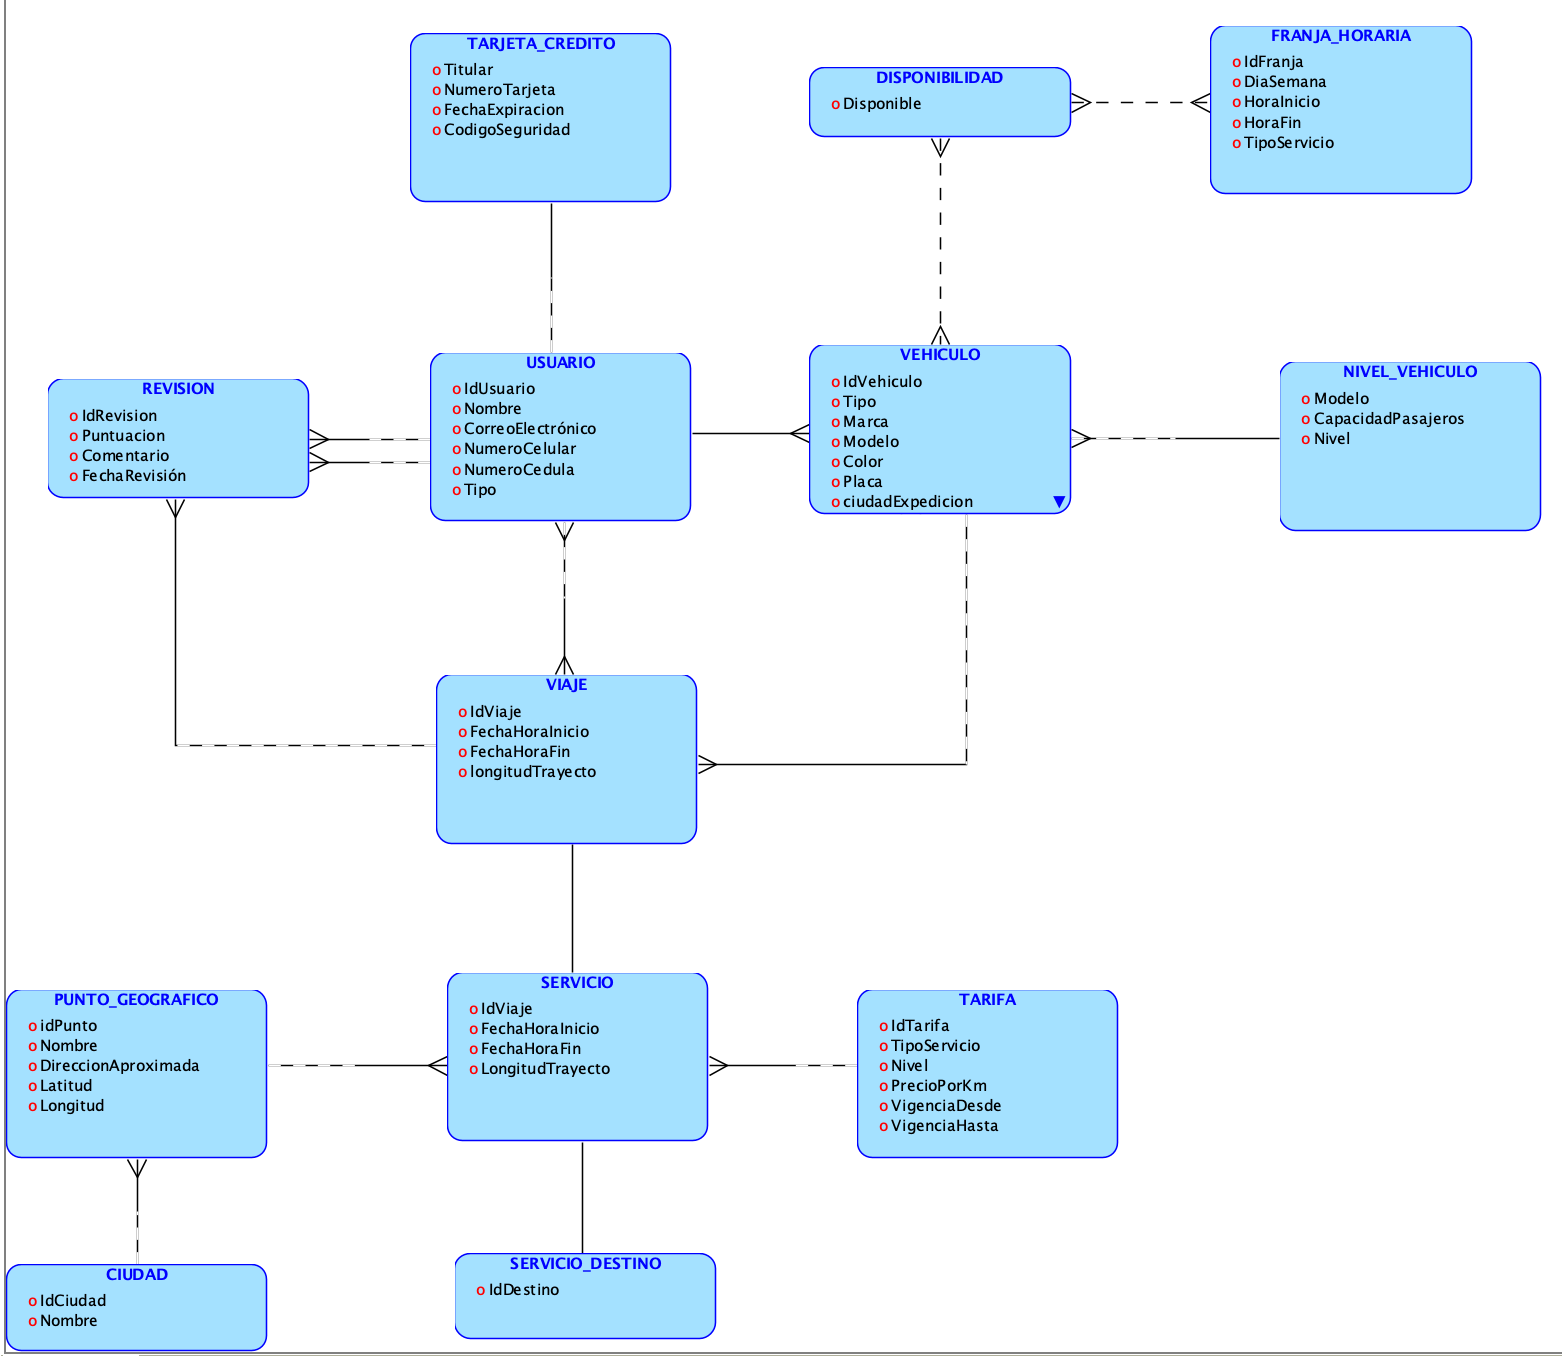 TARJETA_CREDITO
o Titular
o NumeroTarjeta
o FechaExpiracion
o CodigoSeguridad
DISPONIBILIDAD
o Disponible
FRANJA_HORARIA
o IdFranja
o DiaSemana
o HoraInicio
o HoraFin
o TipoServicio
REVISION
o IdRevision
o Puntuacion
o Comentario
o FechaRevisión
USUARIO
o IdUsuario
o Nombre
o CorreoElectrónico
o NumeroCelular
o NumeroCedula
o Tipo
VEHICULO
o IdVehiculo
o Tipo
o Marca
o Modelo
o Color
o Placa
o ciudadExpedicion
NIVEL_VEHICULO
o Modelo
o CapacidadPasajeros
o Nivel
VIAJE
o IdViaje
o FechaHoraInicio
o FechaHoraFin
o longitudTrayecto
PUNTO_GEOGRAFICO
o idPunto
o Nombre
o DireccionAproximada
o Latitud
o Longitud
SERVICIO
o IdViaje
o FechaHoraInicio
o FechaHoraFin
o LongitudTrayecto
TARIFA
o IdTarifa
o TipoServicio
o Nivel
o PrecioPorKm
o VigenciaDesde
o VigenciaHasta
CIUDAD
o IdCiudad
o Nombre
SERVICIO_DESTINO
o IdDestino